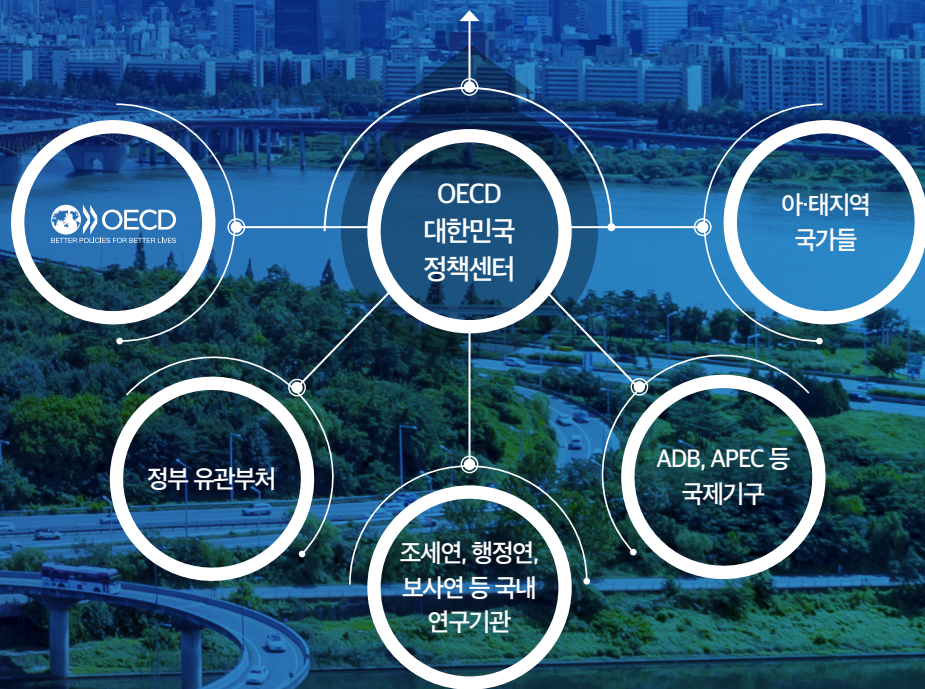 OECD
BETTER POLICIES FOR BETTER LIVES
OECD
대한민국
정책센터
아·태지역
국가들
정부 유관부처
조세연, 행정연,
보사연 등 국내
연구기관
ADB, APEC 등
국제기구